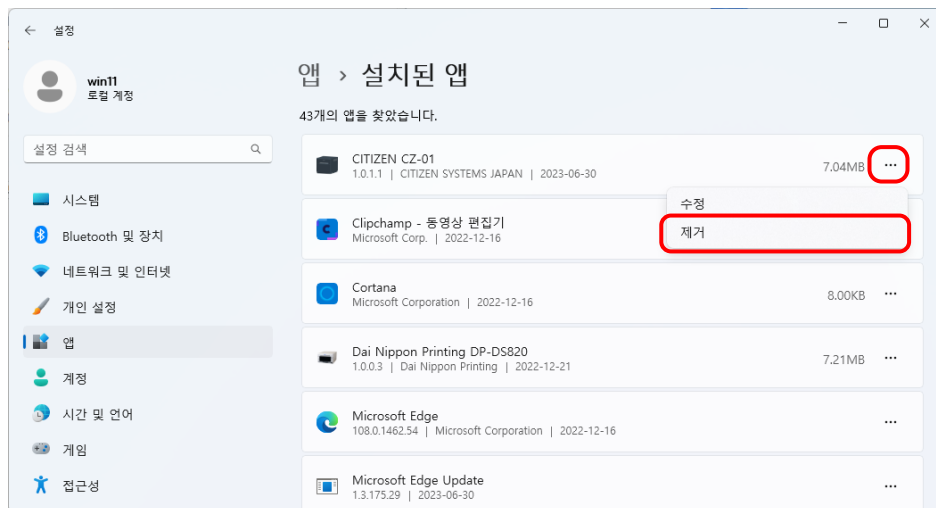 설정
win11
로컬 계정
설정 검색
시스템
Bluetooth 및 장치
네트워크 및 인터넷
개인 설정
앱
계정
시간 및 언어
게임
접근성
앱 › 설치된 앱
43개의 앱을 찾았습니다.
CITIZEN CZ-01
1.0.1.1 | CITIZEN SYSTEMS JAPAN | 2023-06-30
7.04MB
수정
제거
Clipchamp - 동영상 편집기
Microsoft Corp. | 2022-12-16
Cortana
Microsoft Corporation | 2022-12-16
8.00KB
Dai Nippon Printing DP-DS820
1.0.0.3 | Dai Nippon Printing | 2022-12-21
7.21MB
Microsoft Edge
108.0.1462.54 | Microsoft Corporation | 2022-12-16
Microsoft Edge Update
1.3.175.29 | 2023-06-30